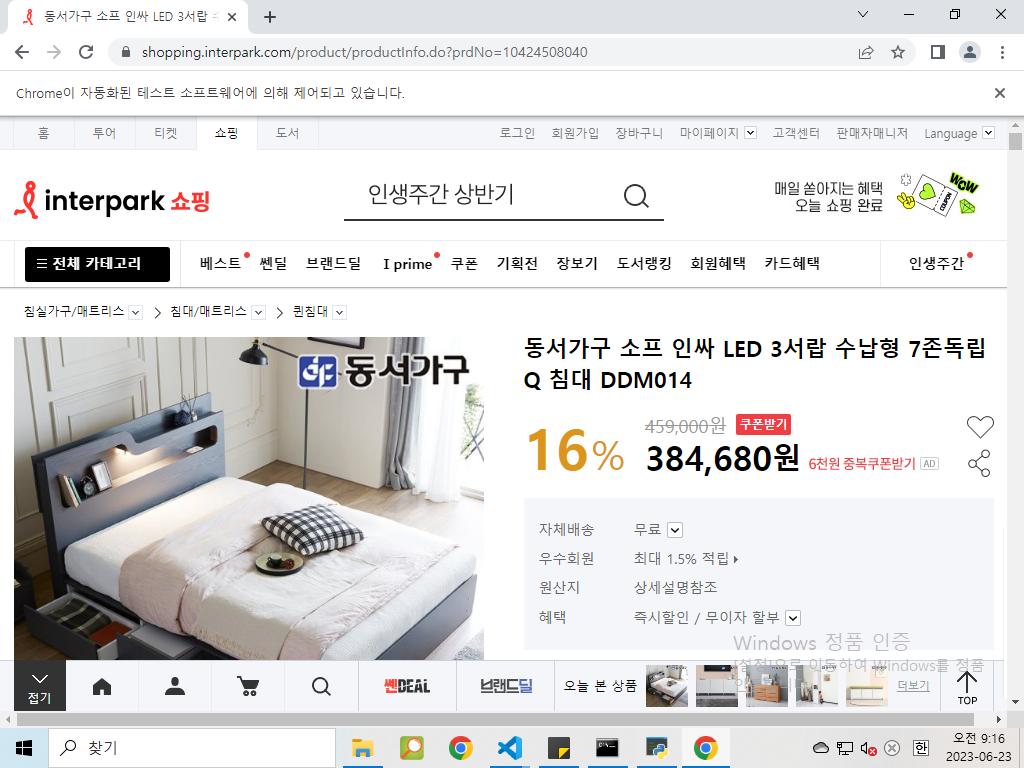 동서가구 소프 인싸 LED 3서랍
Chrome이 자동화된 테스트 소프트웨어에 의해 제어되고 있습니다.
shopping.interpark.com/product/productInfo.do?prdNo=10424508040
홈 투어 티켓 쇼핑 도서 로그인 회원가입 장바구니 마이페이지 고객센터 판매자매니저 Language
interpark 쇼핑
인생주간 상반기
매일 쏟아지는 혜택
오늘 쇼핑 완료
WOW
COUPON
전체 카테고리 베스트 쎈딜 브랜드딜 I prime 쿠폰 기획전 장보기 도서랭킹 회원혜택 카드혜택 인생주간
침실가구/매트리스 침대/매트리스 퀸침대
동서가구
동서가구 소프 인싸 LED 3서랍 수납형 7존독립
Q 침대 DDM014
16%
459,000원 쿠폰받기
384,680원 6천원 중복쿠폰받기 AD
자체배송 무료
우수회원 최대 1.5% 적립
원산지 상세설명참조
혜택 즉시할인 / 무이자 할부
Windows 정품 인증
[설정]으로 이동하여 Windows를 정품
접기 쎈DEAL 브랜드딜 오늘 본 상품 더보기 TOP
찾기
한
오전 9:16
2023-06-23